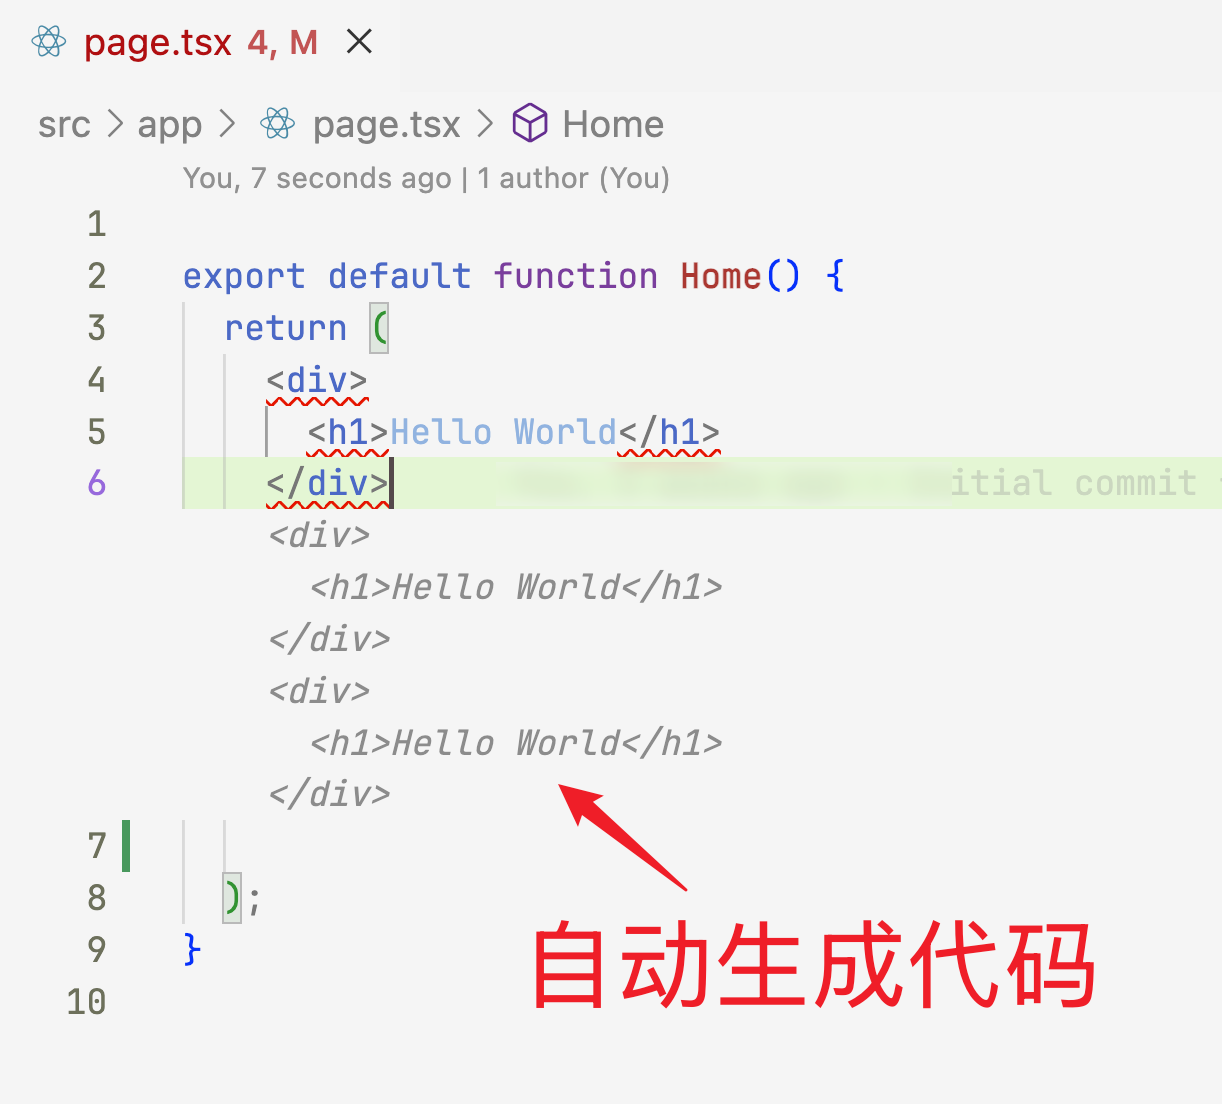 page.tsx 4, M
src > app > page.tsx > Home
You, 7 seconds ago | 1 author (You)
1
2 export default function Home() {
3 return (
4 <div>
5 <h1>Hello World</h1>
6 </div> itial commit
<div>
<h1>Hello World</h1>
</div>
<div>
<h1>Hello World</h1>
</div>
7
8 );
9 }
10
自动生成代码